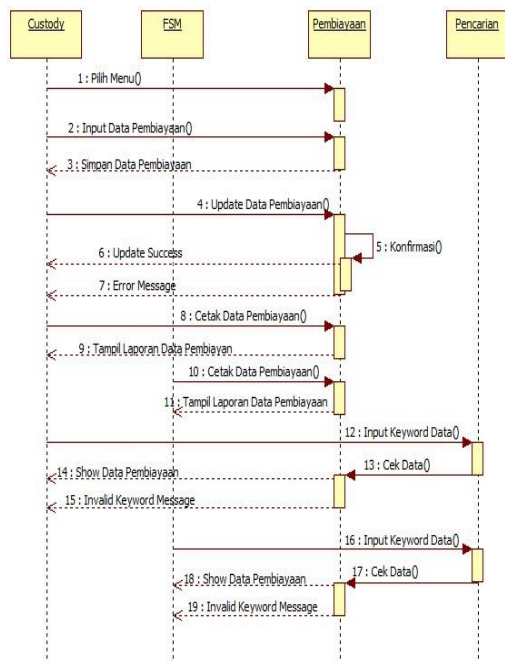 Custody
FSM
Pembiayaan
Pencarian
1 : Pilih Menu()
2 : Input Data Pembiayaan()
3 : Simpan Data Pembiayaan
4 : Update Data Pembiayaan()
5 : Konfirmasi()
6 : Update Success
7 : Error Message
8 : Cetak Data Pembiayaan()
9 : Tampil Laporan Data Pembiayan
10 : Cetak Data Pembiayaan()
11 : Tampil Laporan Data Pembiayaan
12 : Input Keyword Data()
13 : Cek Data()
14 : Show Data Pembiayaan
15 : Invalid Keyword Message
16 : Input Keyword Data()
17 : Cek Data()
18 : Show Data Pembiayaan
19 : Invalid Keyword Message